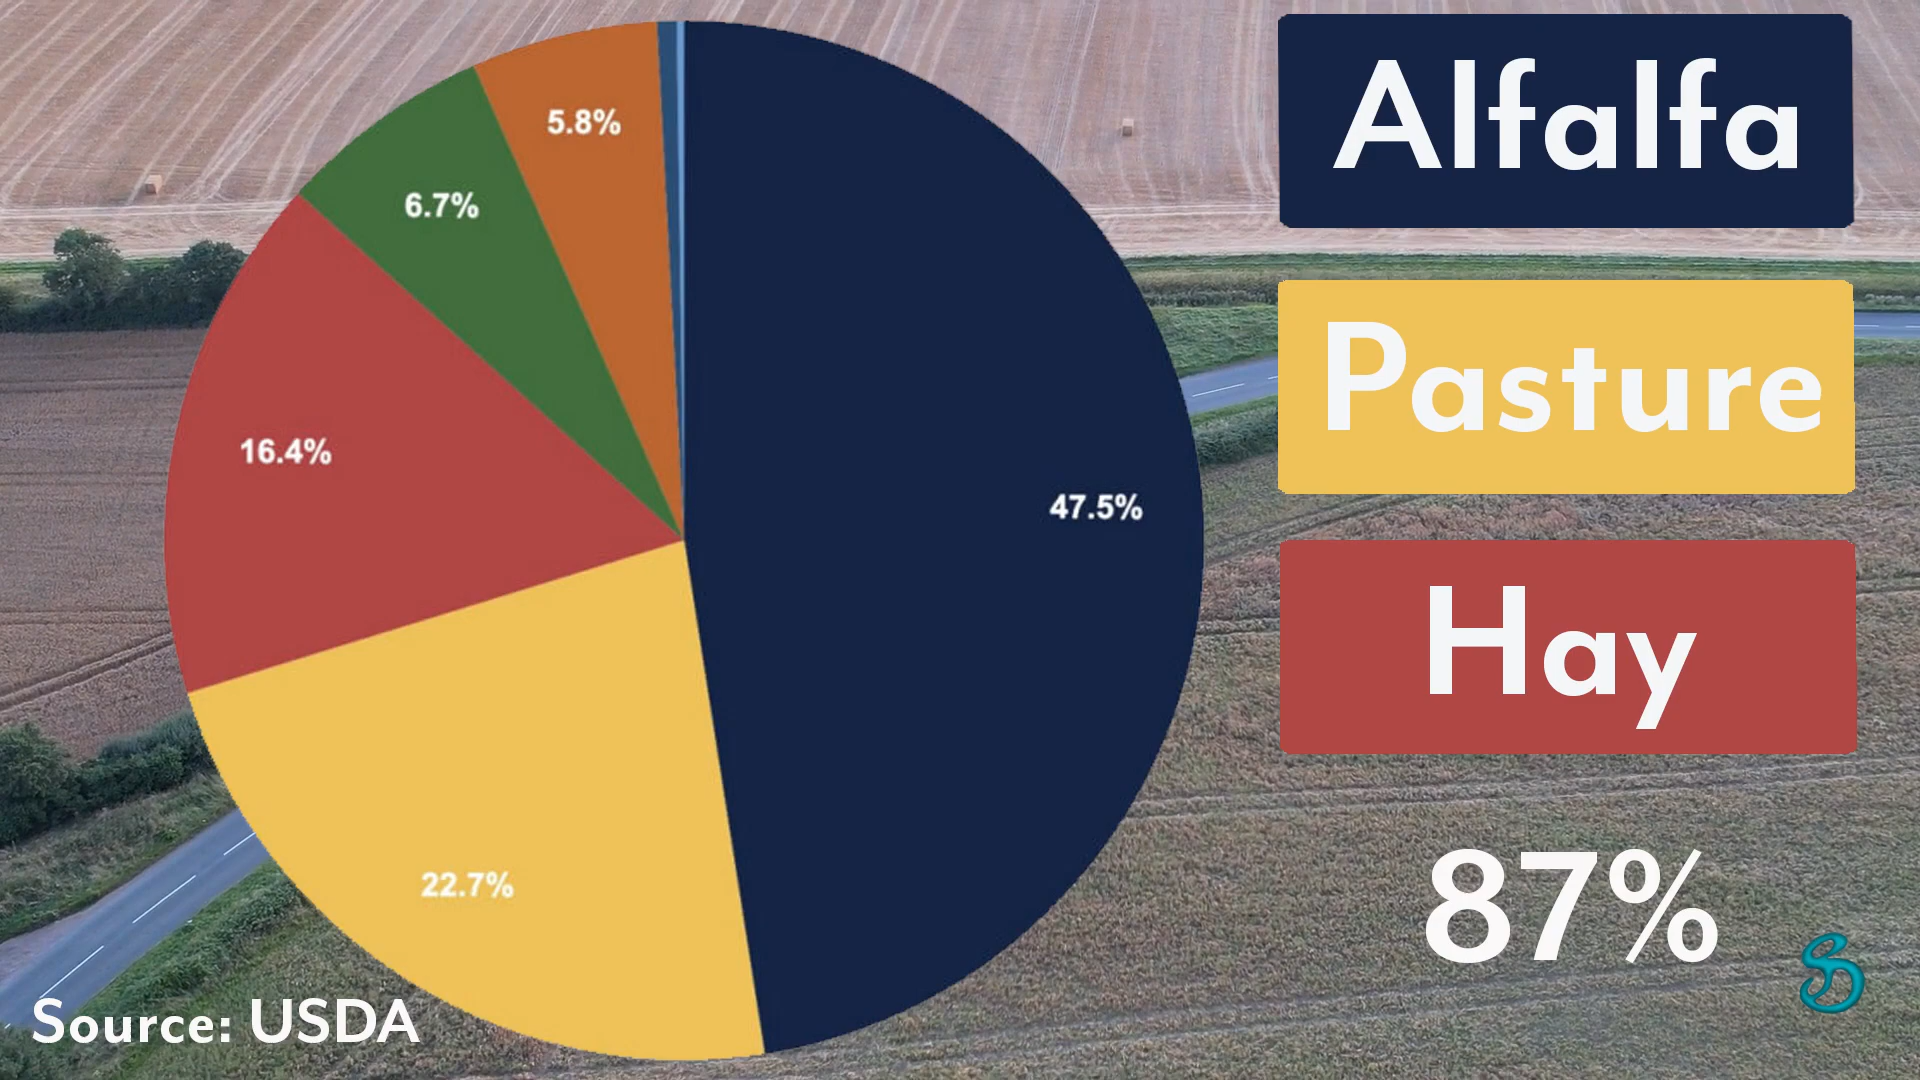 5.8%
6.7%
16.4%
47.5%
22.7%
Alfalfa
Pasture
Hay
87%
Source: USDA